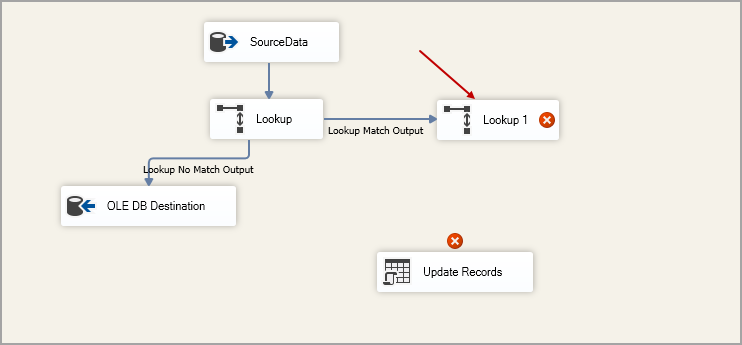 SourceData
Lookup
Lookup Match Output
Lookup 1
Lookup No Match Output
OLE DB Destination
Update Records